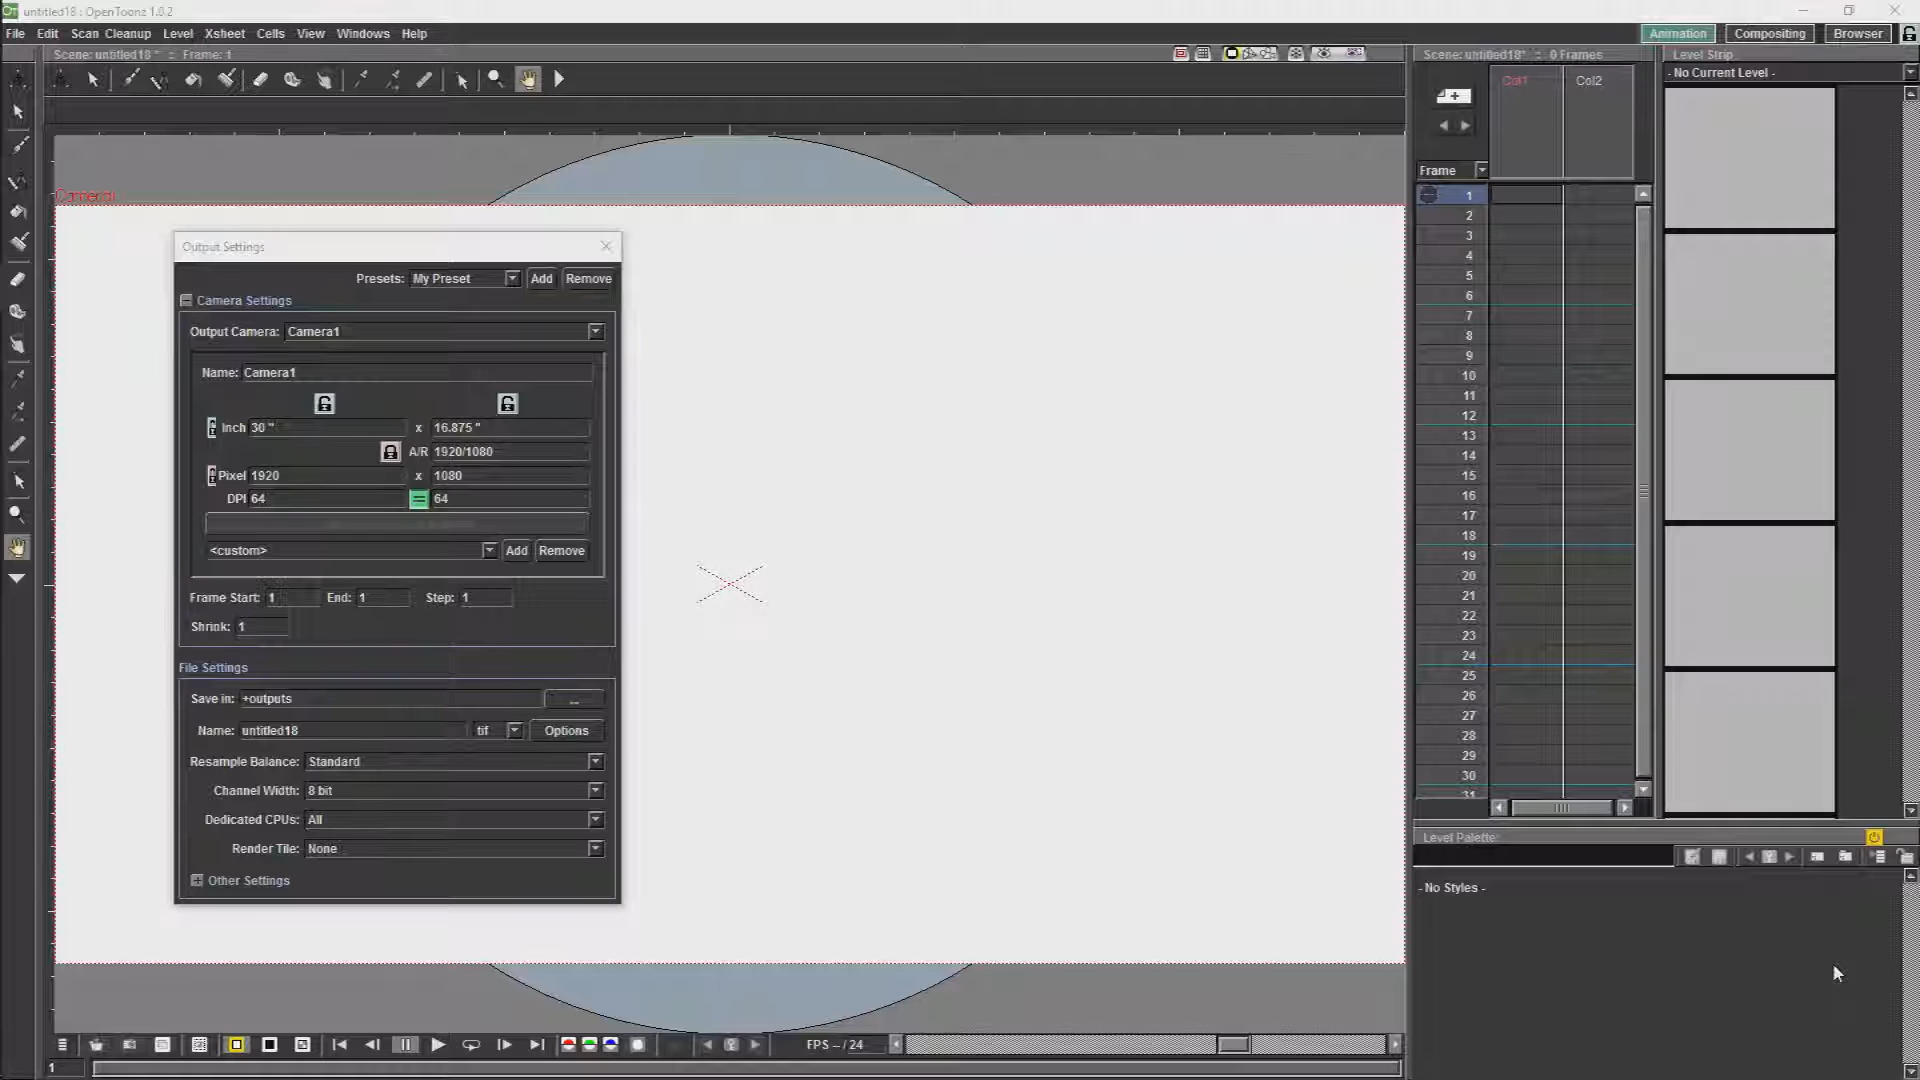 untitled18 : OpenToonz 1.0.2
File Edit Scan Cleanup Level Xsheet Cells View Windows Help
Animation Compositing Browser
Scene: untitled18 * :: Frame: 1
Scene: untitled18* :: 0 Frames
Level Strip
- No Current Level -
Col1 Col2
Frame
Camera1
Output Settings
Presets: My Preset Add Remove
Camera Settings
Output Camera: Camera1
Name: Camera1
Inch 30 " x 16.875 "
A/R 1920/1080
Pixel 1920 x 1080
DPI 64 = 64
<custom> Add Remove
Frame Start: 1 End: 1 Step: 1
Shrink: 1
File Settings
Save in: +outputs ...
Name: untitled18 tif Options
Resample Balance: Standard
Channel Width: 8 bit
Dedicated CPUs: All
Render Tile: None
Other Settings
1
2
3
4
5
6
7
8
9
10
11
12
13
14
15
16
17
18
19
20
21
22
23
24
25
26
27
28
29
30
31
Level Palette:
- No Styles -
FPS -- / 24
1